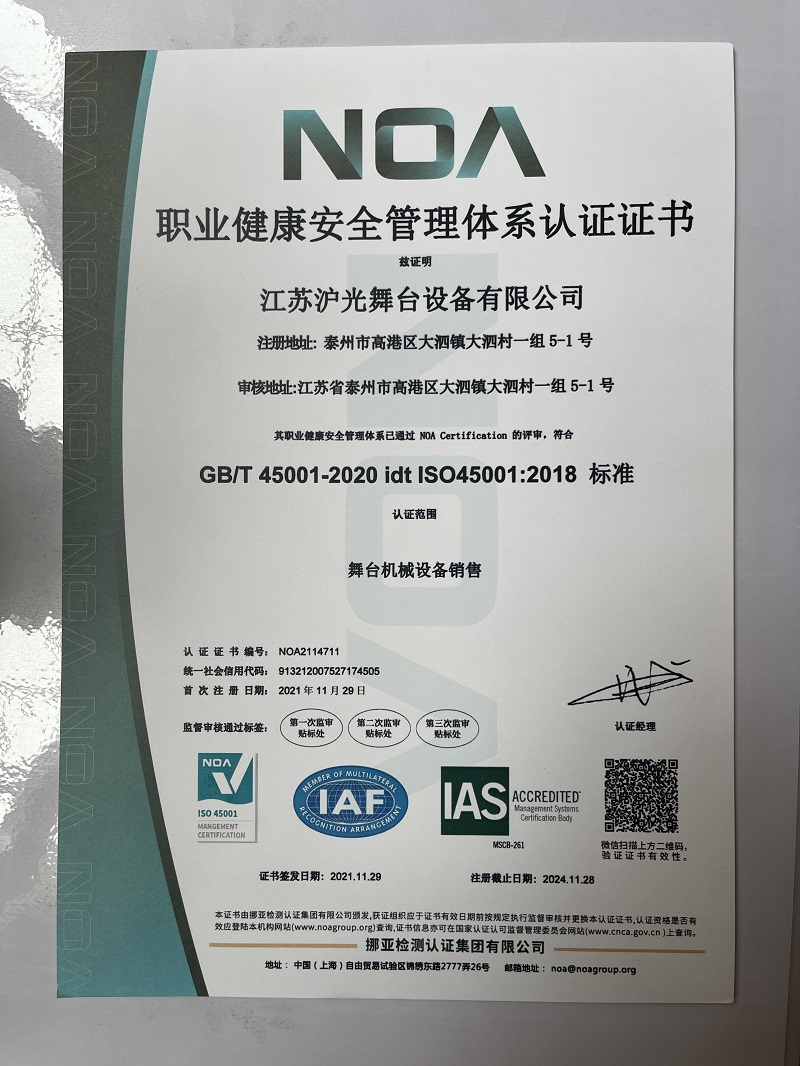 NOA
职业健康安全管理体系认证证书
兹证明
江苏沪光舞台设备有限公司
注册地址: 泰州市高港区大泗镇大泗村一组 5-1 号
审核地址:江苏省泰州市高港区大泗镇大泗村一组 5-1 号
其职业健康安全管理体系已通过 NOA Certification 的评审，符合
GB/T 45001-2020 idt ISO45001:2018 标准
认证范围
舞台机械设备销售
认 证 证 书 编号: NOA2114711
统一社会信用代码: 913212007527174505
首 次 注 册 日期: 2021 年 11 月 29 日
监督审核通过标签:
第一次监审
贴标处
第二次监审
贴标处
第三次监审
贴标处
认证经理
NOA
ISO 45001
MANGEMENT
CERTIFICATION
MEMBER OF MULTILATERAL
IAF
RECOGNITION ARRANGEMENT
IAS
ACCREDITED
Management Systems
Certification Body
MSCB-261
微信扫描上方二维码，
验证证书有效性。
证书签发日期: 2021.11.29
注册截止日期: 2024.11.28
本证书由挪亚检测认证集团有限公司颁发,获证组织应于证书有效日期前按规定执行监督审核并更换本认证证书,认证资格是否有
效应登陆本机构网站(www.noagroup.org)查询,证书信息亦可在国家认证认可监督管理委员会网站(www.cnca.gov.cn )上查询。
挪亚检测认证集团有限公司
地址： 中国（上海）自由贸易试验区锦绣东路2777弄26号 邮箱地址： noa@noagroup.org